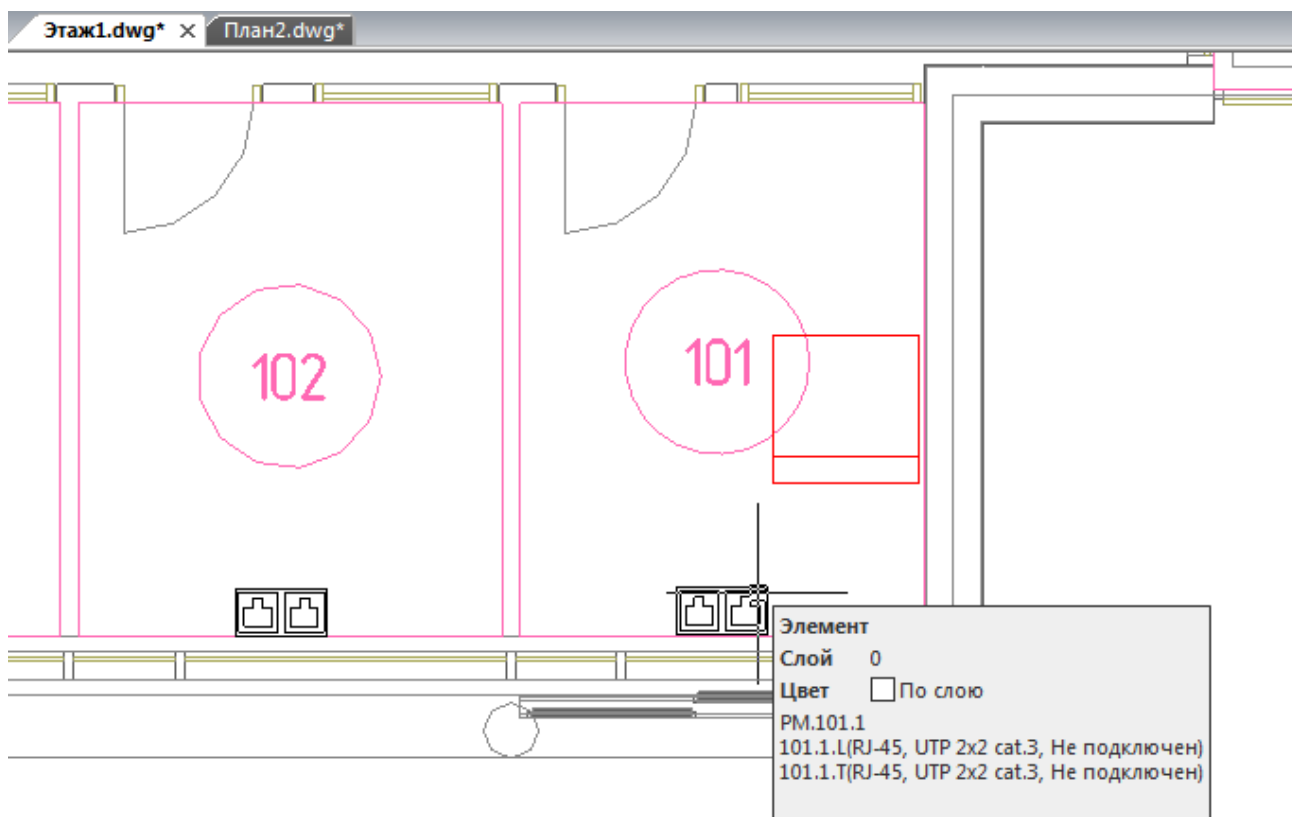 Этаж1.dwg* × План2.dwg*
102
101
Элемент
Слой 0
Цвет По слою
РМ.101.1
101.1.L(RJ-45, UTP 2x2 cat.3, Не подключен)
101.1.T(RJ-45, UTP 2x2 cat.3, Не подключен)